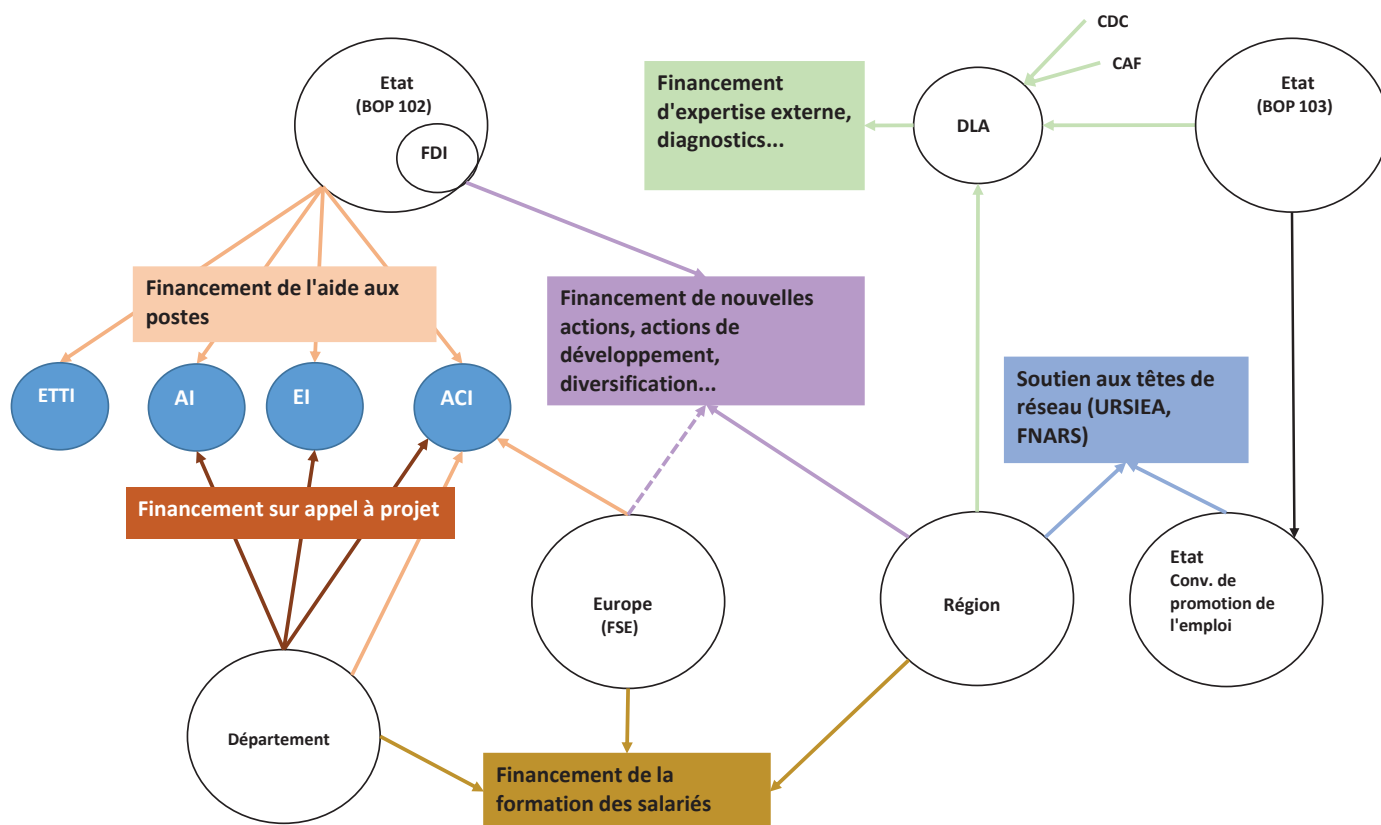 CDC
CAF
Etat
(BOP 102)
FDI
Financement
d'expertise externe,
diagnostics...
DLA
Etat
(BOP 103)
Financement de l'aide aux
postes
Financement de nouvelles
actions, actions de
développement,
diversification...
ETTI
AI
EI
ACI
Soutien aux têtes de
réseau (URSIEA,
FNARS)
Financement sur appel à projet
Europe
(FSE)
Région
Etat
Conv. de
promotion de
l'emploi
Département
Financement de la
formation des salariés